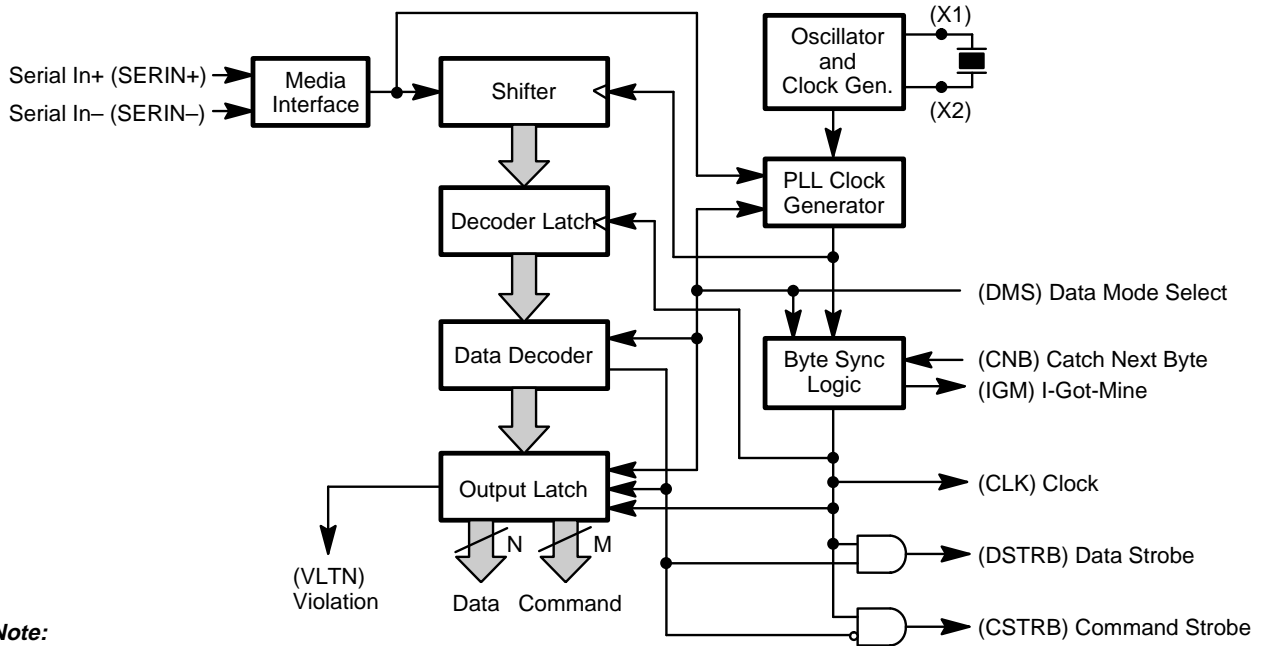 Oscillator
and
Clock Gen.
(X1)
(X2)
Serial In+ (SERIN+)
Serial In– (SERIN–)
Media
Interface
Shifter
PLL Clock
Generator
Decoder Latch
(DMS) Data Mode Select
Data Decoder
Byte Sync
Logic
(CNB) Catch Next Byte
(IGM) I-Got-Mine
Output Latch
(CLK) Clock
N
M
(DSTRB) Data Strobe
(VLTN)
Violation
Data
Command
(CSTRB) Command Strobe
Note: